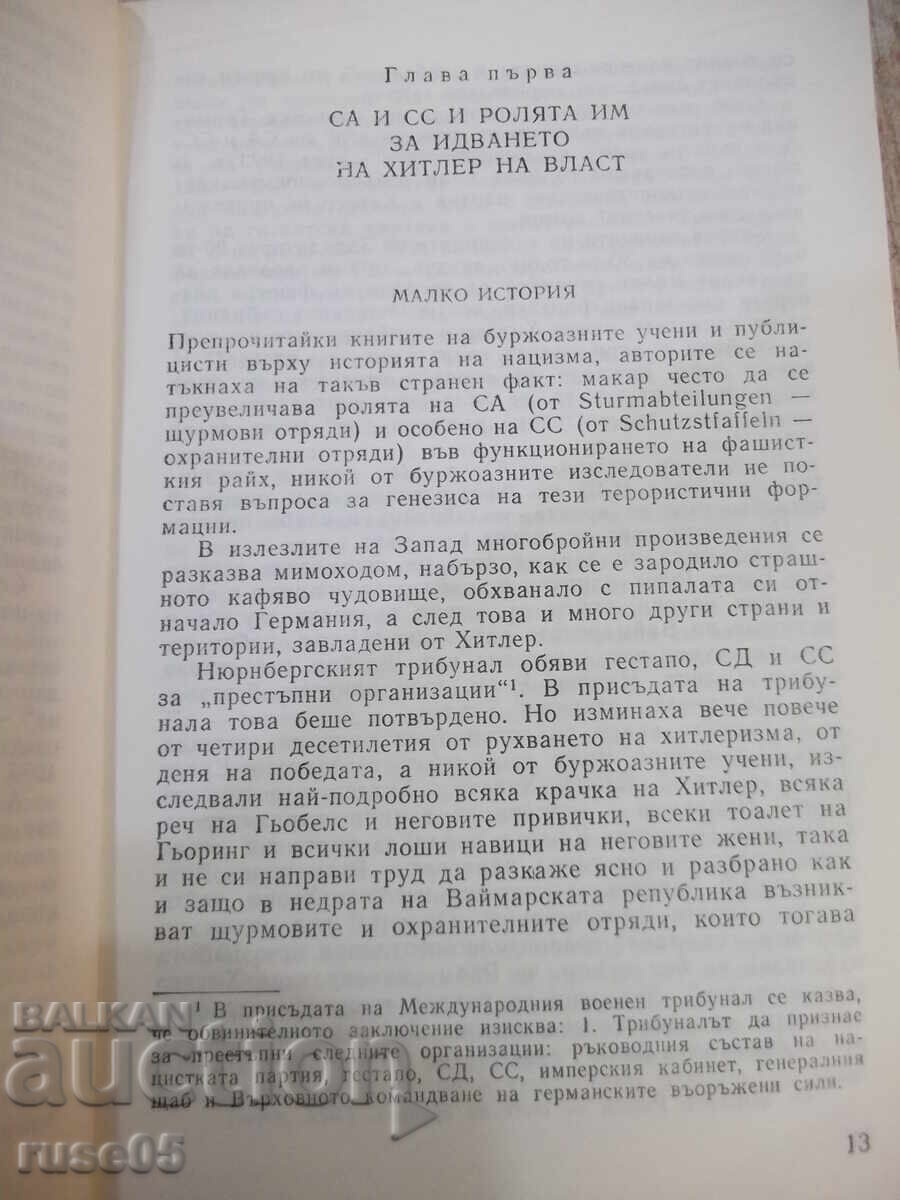 Глава първа
СА И СС И РОЛЯТА ИМ
ЗА ИДВАНЕТО
НА ХИТЛЕР НА ВЛАСТ
МАЛКО ИСТОРИЯ
Препрочитайки книгите на буржоазните учени и публи-
цисти върху историята на нацизма, авторите се на-
тъкнаха на такъв странен факт: макар често да се
преувеличава ролята на СА (от Sturmabteilungen —
щурмови отряди) и особено на СС (от Schutzstfaffeln —
охранителни отряди) във функционирането на фашист-
кия райх, никой от буржоазните изследователи не по-
ставя въпроса за генезиса на тези терористични фор-
мации.
В излезлите на Запад многобройни произведения се
разказва мимоходом, набързо, как се е зародило страш-
ното кафяво чудовище, обхванало с пипалата си от-
начало Германия, а след това и много други страни и
територии, завладени от Хитлер.
Нюрнбергският трибунал обяви гестапо, СД и СС
за „престъпни организации“¹. В присъдата на трибу-
нала това беше потвърдено. Но изминаха вече повече
от четири десетилетия от рухването на хитлеризма, от
деня на победата, а никой от буржоазните учени, из-
следвали най-подробно всяка крачка на Хитлер, всяка
реч на Гьобелс и неговите привички, всеки тоалет на
Гьоринг и всички лоши навици на неговите жени, така
и не си направи труд да разкаже ясно и разбрано как
и защо в недрата на Ваймарската република възник-
ват щурмовите и охранителните отряди, които тогава
¹ В присъдата на Международния военен трибунал се казва,
че обвинителното заключение изисква: 1. Трибуналът да признае
за престъпни следните организации: ръководния състав на на-
цистката партия, гестапо, СД, СС, имперския кабинет, генералния
щаб и Върховното командване на германските въоръжени сили.
13
BALKAN
auction
ruse05